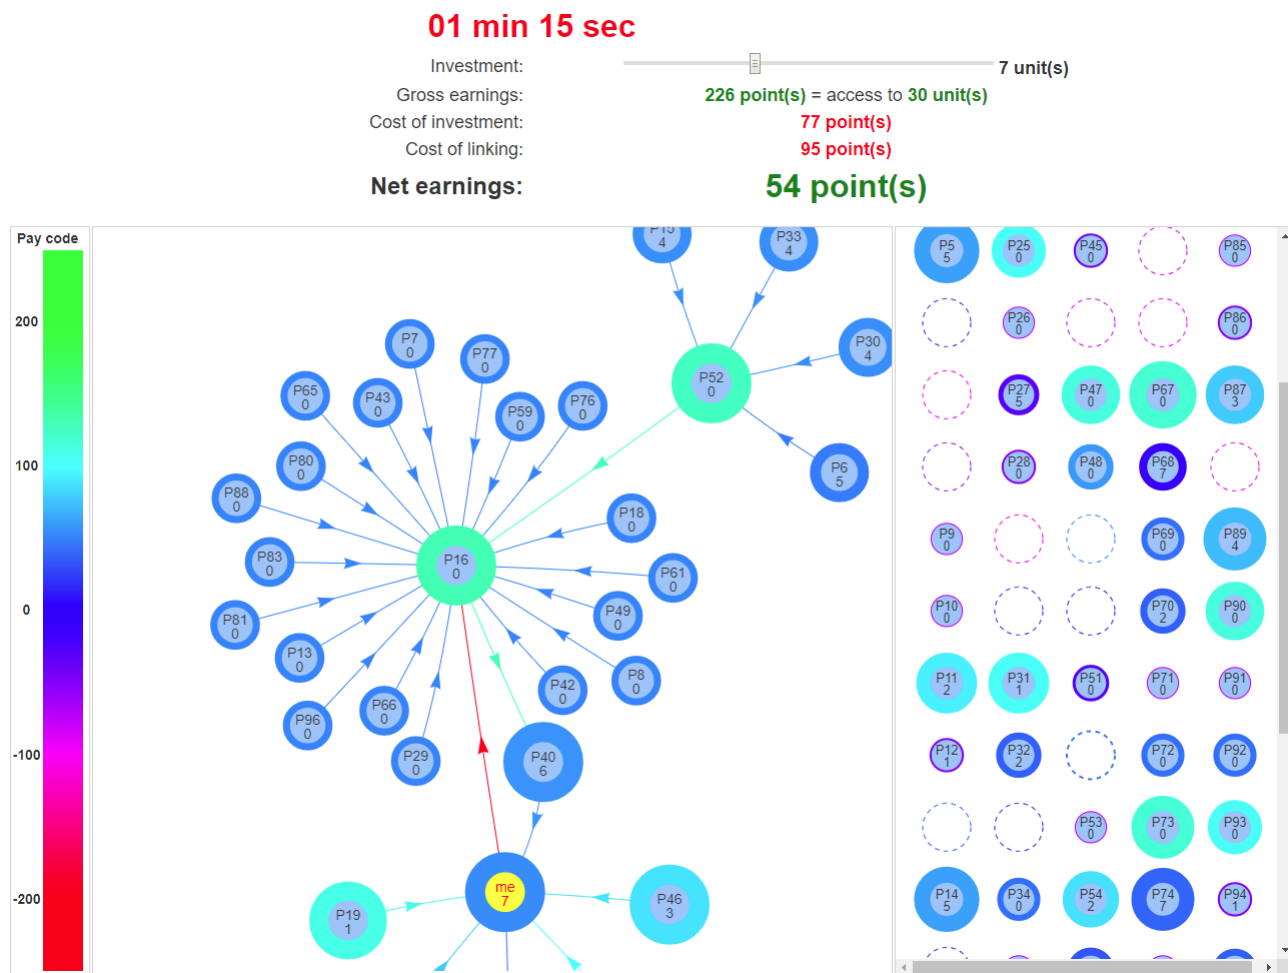 01 min 15 sec
Investment: 7 unit(s)
Gross earnings: 226 point(s) = access to 30 unit(s)
Cost of investment: 77 point(s)
Cost of linking: 95 point(s)
Net earnings: 54 point(s)
Pay code
200
100
0
-100
-200
P15
4
P33
4
P30
4
P52
0
P6
5
P7
0
P77
0
P65
0
P43
0
P59
0
P76
0
P80
0
P88
0
P18
0
P83
0
P16
0
P61
0
P81
0
P49
0
P13
0
P42
0
P8
0
P96
0
P66
0
P29
0
P40
6
me
7
P19
1
P46
3
P5
5
P25
0
P45
0
P85
0
P26
0
P86
0
P27
5
P47
0
P67
0
P87
3
P28
0
P48
0
P68
7
P9
0
P69
0
P89
4
P10
0
P70
2
P90
0
P11
2
P31
1
P51
0
P71
0
P91
0
P12
1
P32
2
P72
0
P92
0
P53
0
P73
0
P93
0
P14
5
P34
0
P54
2
P74
7
P94
1